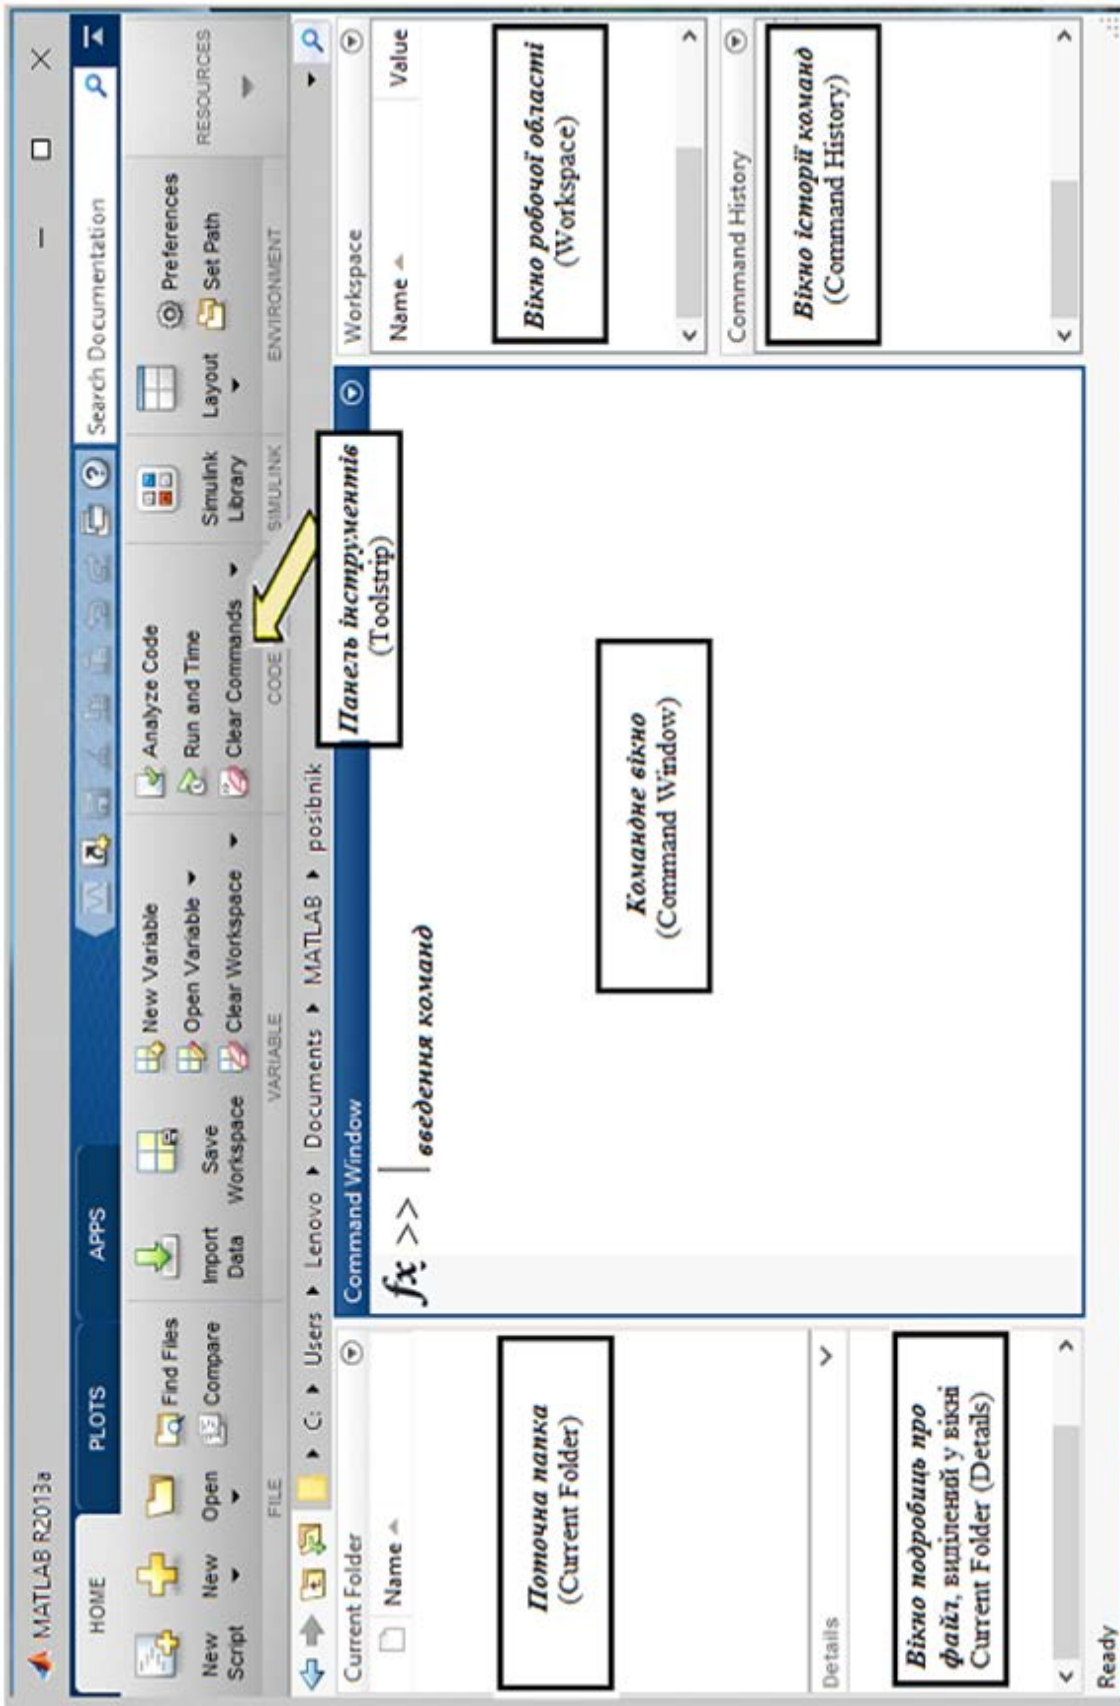 MATLAB R2013a
HOME
PLOTS
APPS
Search Documentation
New
Script
New
Open
Find Files
Compare
Import
Data
Save
Workspace
New Variable
Open Variable
Clear Workspace
Analyze Code
Run and Time
Clear Commands
Simulink
Library
Layout
Preferences
Set Path
RESOURCES
FILE
VARIABLE
CODE
SIMULINK
ENVIRONMENT
C: Users Lenovo Documents MATLAB posibnik
Панель інструментів
(Toolstrip)
Current Folder
Name
Поточна папка
(Current Folder)
Details
Вікно подробиць про
файл, виділений у вікні
Current Folder (Details)
Command Window
fx >>
введення команд
Командне вікно
(Command Window)
Workspace
Name
Value
Вікно робочої області
(Workspace)
Command History
Вікно історії команд
(Command History)
Ready